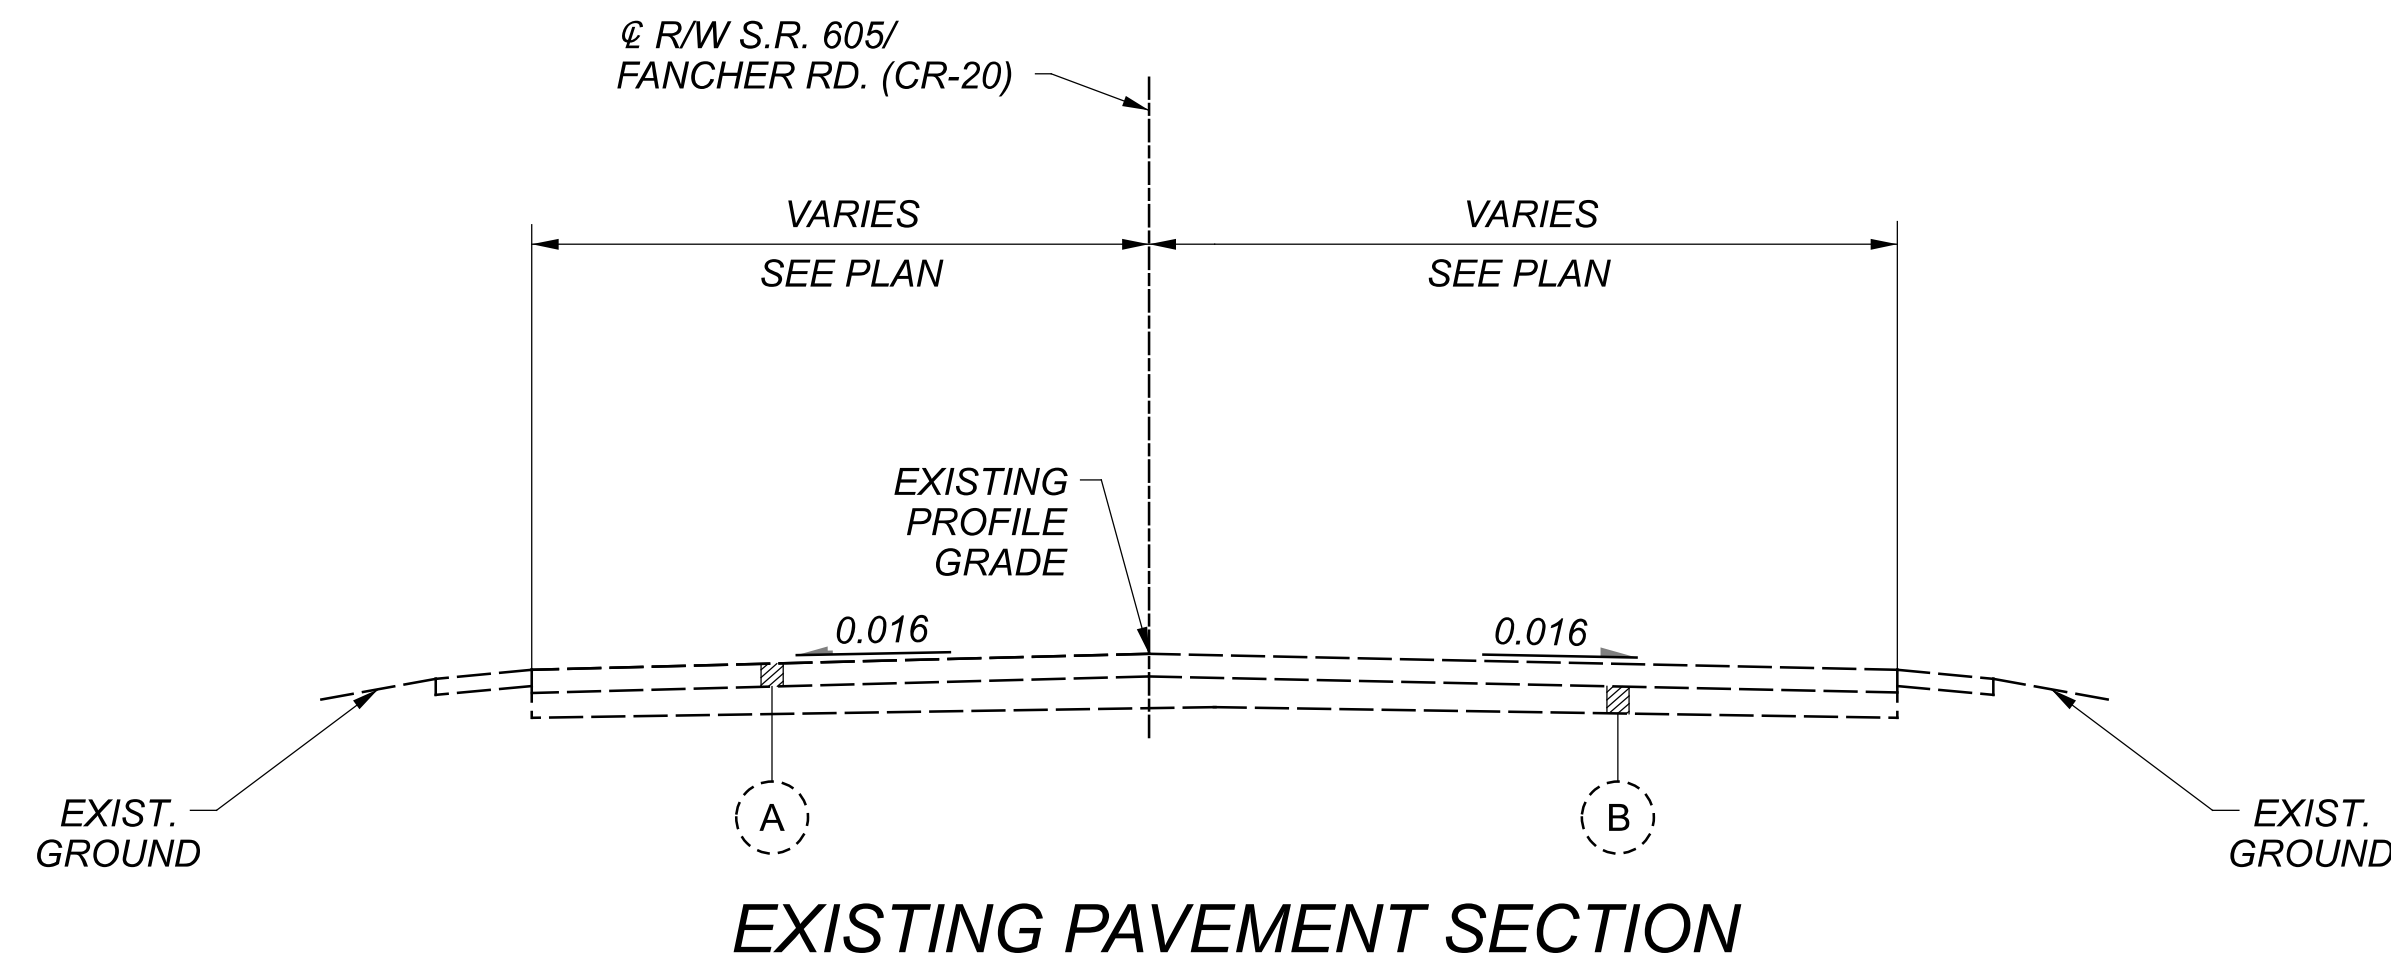 ℄ R/W S.R. 605/
FANCHER RD. (CR-20)
VARIES
SEE PLAN
VARIES
SEE PLAN
EXISTING
PROFILE
GRADE
0.016
0.016
EXIST.
GROUND
A
B
EXIST.
GROUND
EXISTING PAVEMENT SECTION